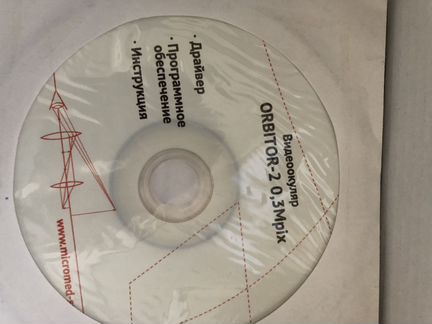 Видеоокуляр
ORBITOR-2 0,3Mpix
· Драйвер
· Программное
обеспечение
· Инструкция
www.micromed-